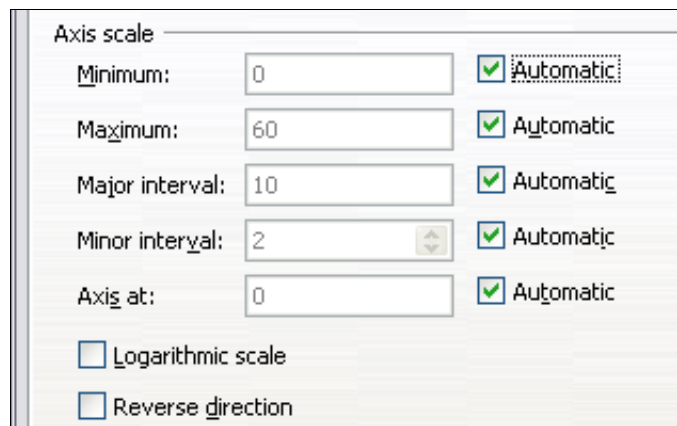 Axis scale
Minimum: 0 Automatic
Maximum: 60 Automatic
Major interval: 10 Automatic
Minor interval: 2 Automatic
Axis at: 0 Automatic
Logarithmic scale
Reverse direction